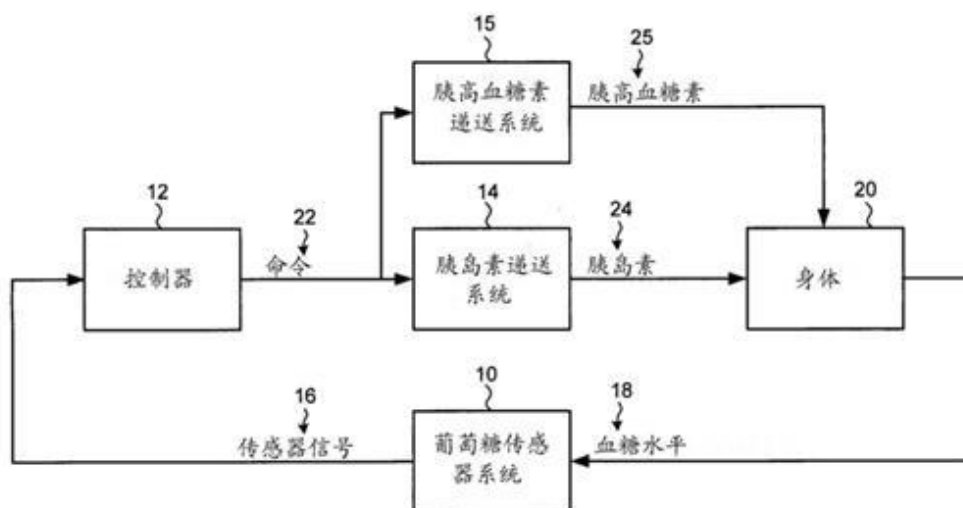 15
25
胰高血糖素
递送系统
胰高血糖素
12
22
14
24
20
控制器
命令
胰岛素递送
系统
胰岛素
身体
16
10
18
传感器信号
葡萄糖传感
器系统
血糖水平